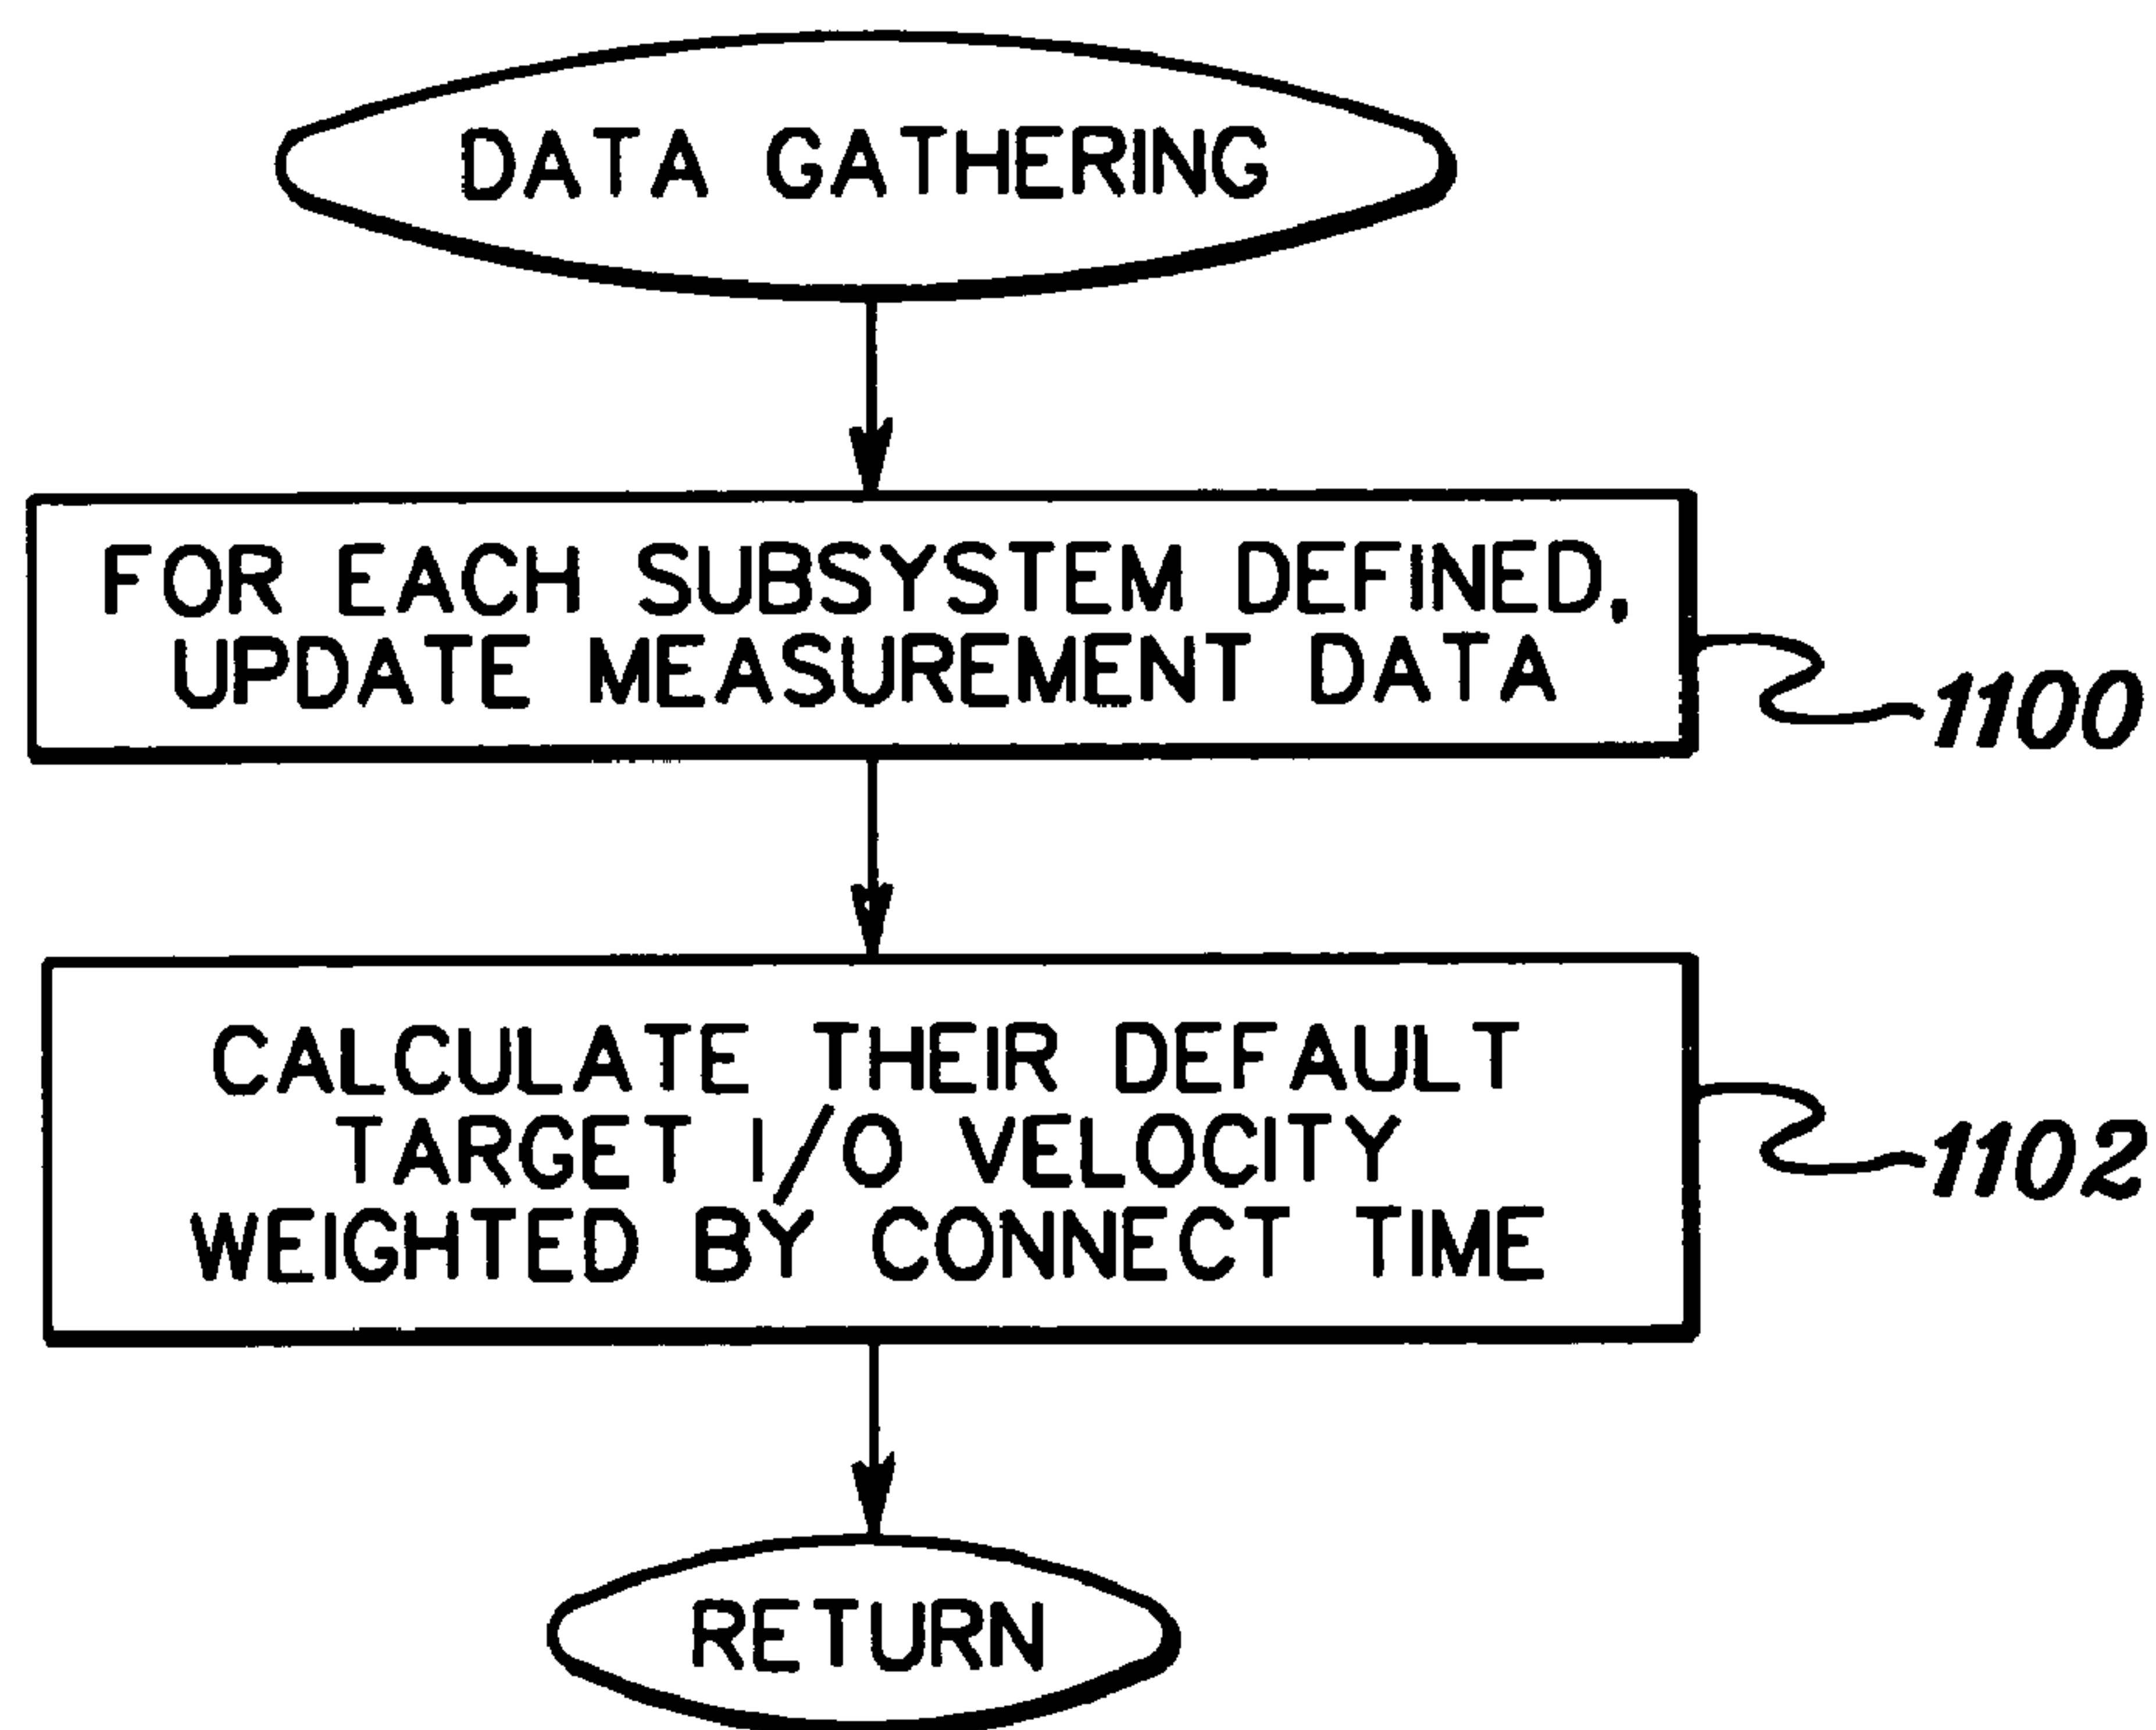 DATA GATHERING
FOR EACH SUBSYSTEM DEFINED,
UPDATE MEASUREMENT DATA
1100
CALCULATE THEIR DEFAULT
TARGET I/O VELOCITY
WEIGHTED BY CONNECT TIME
1102
RETURN